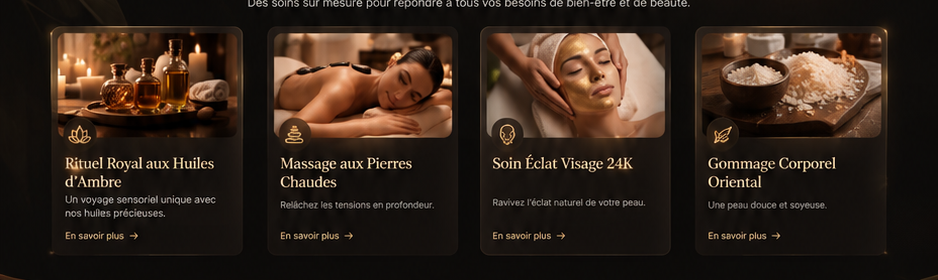 Des soins sur mesure pour répondre à tous vos besoins de bien-être et de beauté.
Rituel Royal aux Huiles
d'Ambre
Un voyage sensoriel unique avec
nos huiles précieuses.
En savoir plus →
Massage aux Pierres
Chaudes
Relâchez les tensions en profondeur.
En savoir plus →
Soin Éclat Visage 24K
Ravivez l'éclat naturel de votre peau.
En savoir plus →
Gommage Corporel
Oriental
Une peau douce et soyeuse.
En savoir plus →